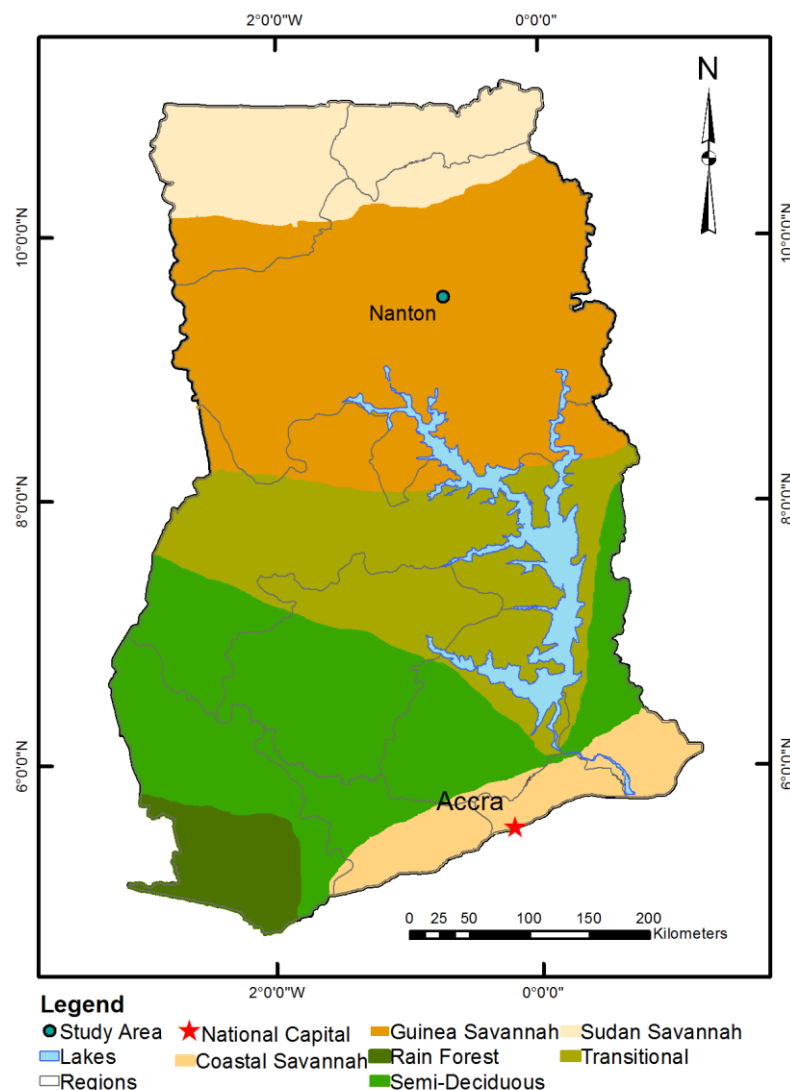 2°0'0"W 0°0'0"
N
10°0'0"N 10°0'0"N
Nanton
8°0'0"N 8°0'0"N
6°0'0"N 6°0'0"N
Accra
0 25 50 100 150 200
Kilometers
2°0'0"W 0°0'0"
Legend
Study Area National Capital Guinea Savannah Sudan Savannah
Lakes Coastal Savannah Rain Forest Transitional
Regions Semi-Deciduous